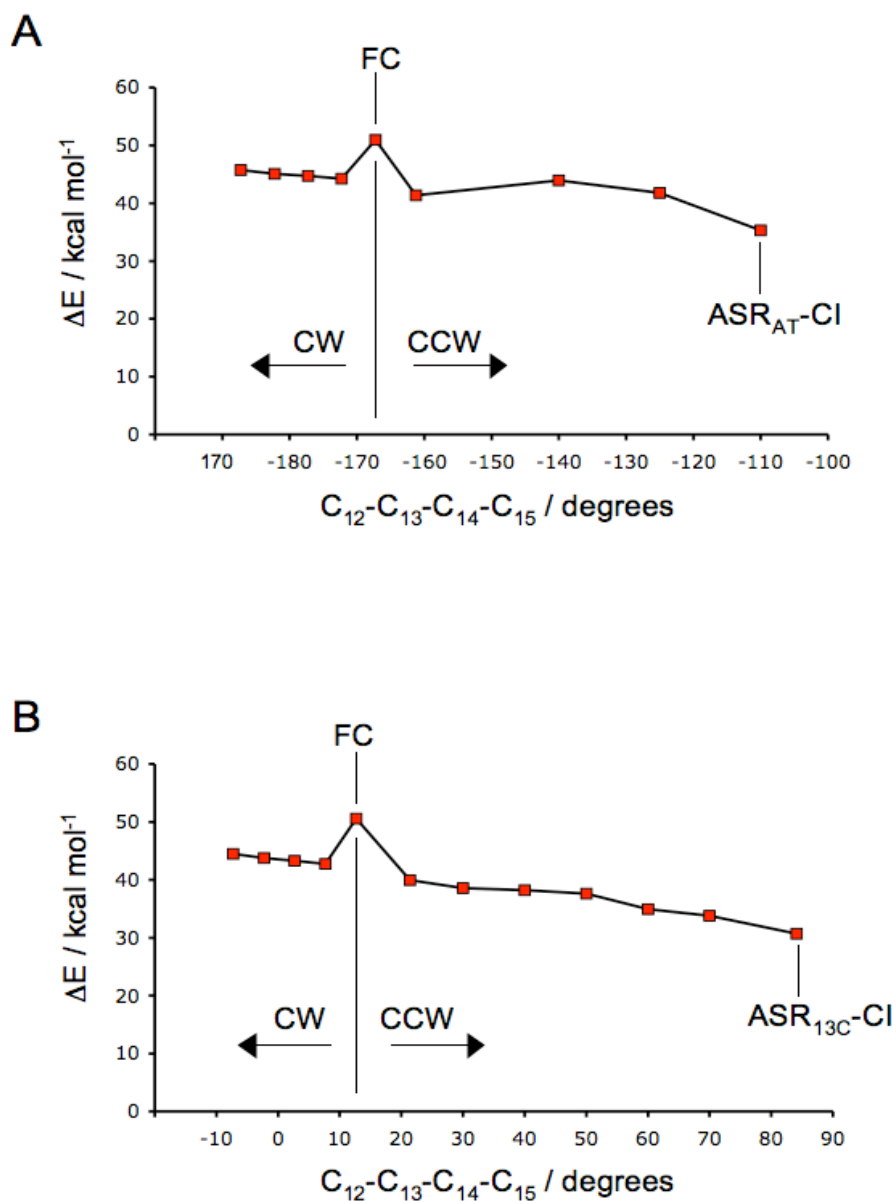 A
FC
60
50
40
30
20
10
0
ΔE / kcal mol⁻¹
CW
CCW
ASR_AT-CI
170 -180 -170 -160 -150 -140 -130 -120 -110 -100
C₁₂-C₁₃-C₁₄-C₁₅ / degrees
B
FC
60
50
40
30
20
10
0
ΔE / kcal mol⁻¹
CW
CCW
ASR₁₃C-CI
-10 0 10 20 30 40 50 60 70 80 90
C₁₂-C₁₃-C₁₄-C₁₅ / degrees